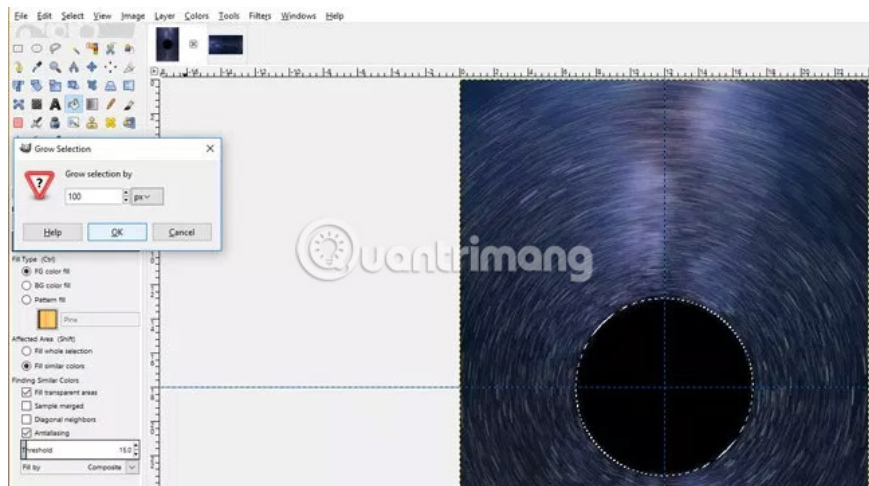 File Edit Select View Image Layer Colors Tools Filters Windows Help
Grow Selection
Grow selection by
100 px
Help OK Cancel
Fill Type (Ctrl)
FG color fill
BG color fill
Pattern fill
Pine
Affected Area (Shift)
Fill whole selection
Fill similar colors
Finding Similar Colors
Fill transparent areas
Sample merged
Diagonal neighbors
Antialiasing
Threshold 15.0
Fill by Composite
Quantrimang